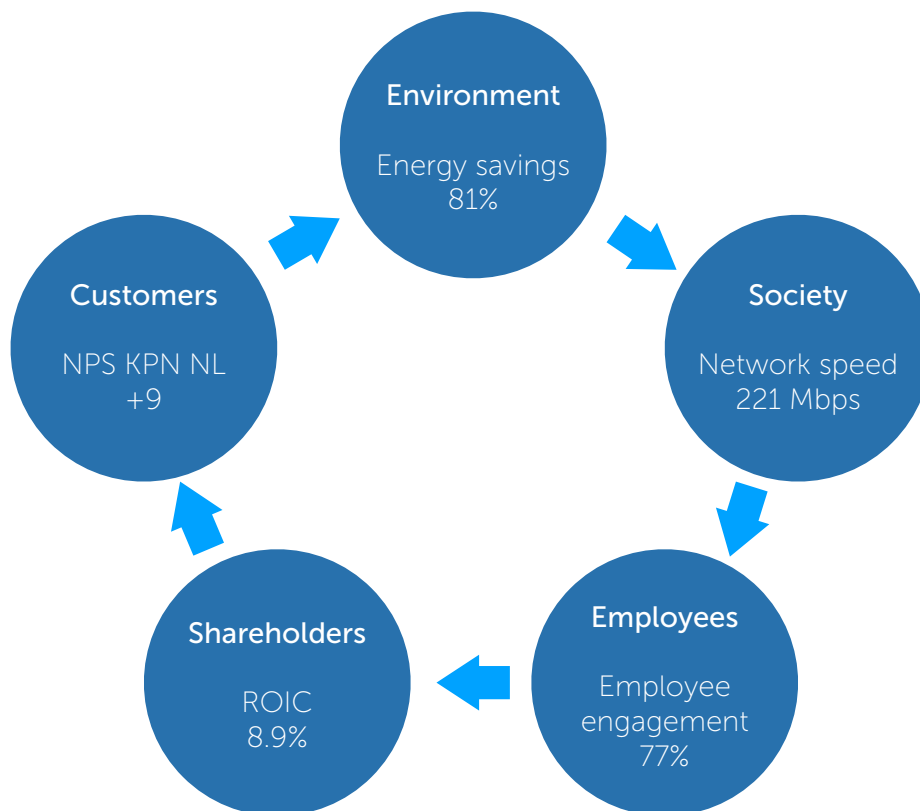 Environment
Energy savings
81%
Society
Network speed
221 Mbps
Employees
Employee
engagement
77%
Shareholders
ROIC
8.9%
Customers
NPS KPN NL
+9